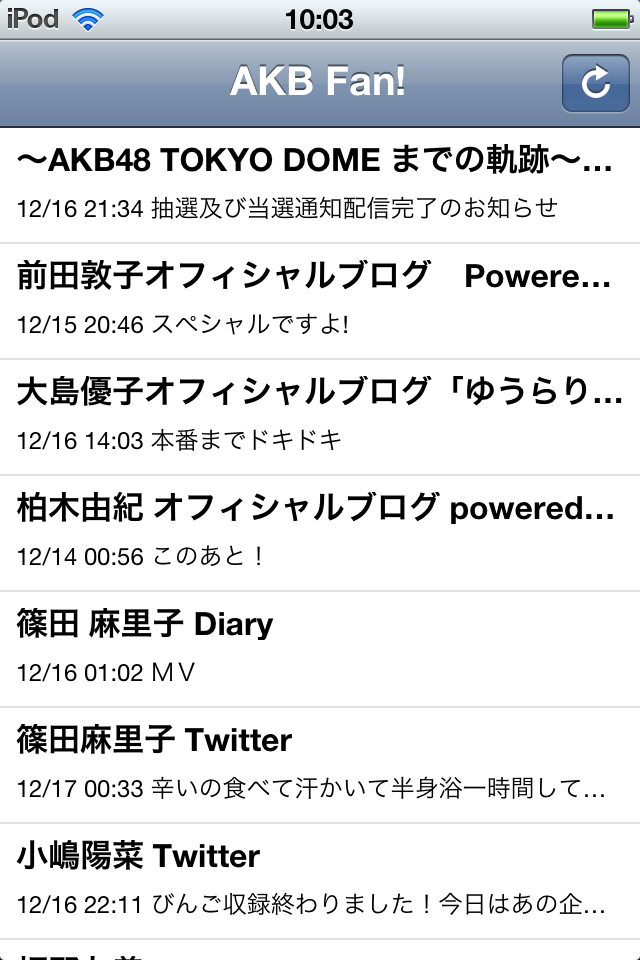 iPod
10:03
AKB Fan!
〜AKB48 TOKYO DOME までの軌跡〜...
12/16 21:34 抽選及び当選通知配信完了のお知らせ
前田敦子オフィシャルブログ　Powere...
12/15 20:46 スペシャルですよ!
大島優子オフィシャルブログ「ゆうらり...
12/16 14:03 本番までドキドキ
柏木由紀 オフィシャルブログ powered...
12/14 00:56 このあと！
篠田 麻里子 Diary
12/16 01:02 ＭＶ
篠田麻里子 Twitter
12/17 00:33 辛いの食べて汗かいて半身浴一時間して...
小嶋陽菜 Twitter
12/16 22:11 びんご収録終わりました！今日はあの企...